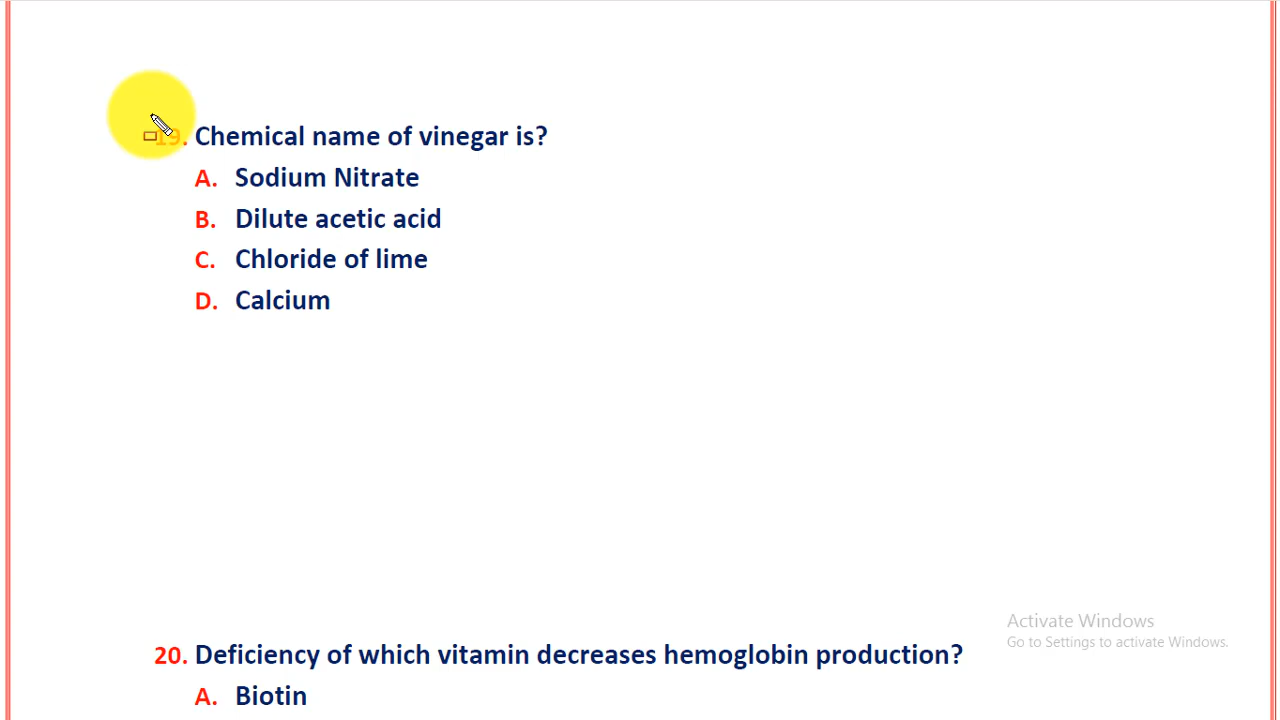 19. Chemical name of vinegar is?
A. Sodium Nitrate
B. Dilute acetic acid
C. Chloride of lime
D. Calcium
Activate Windows
Go to Settings to activate Windows.
20. Deficiency of which vitamin decreases hemoglobin production?
A. Biotin